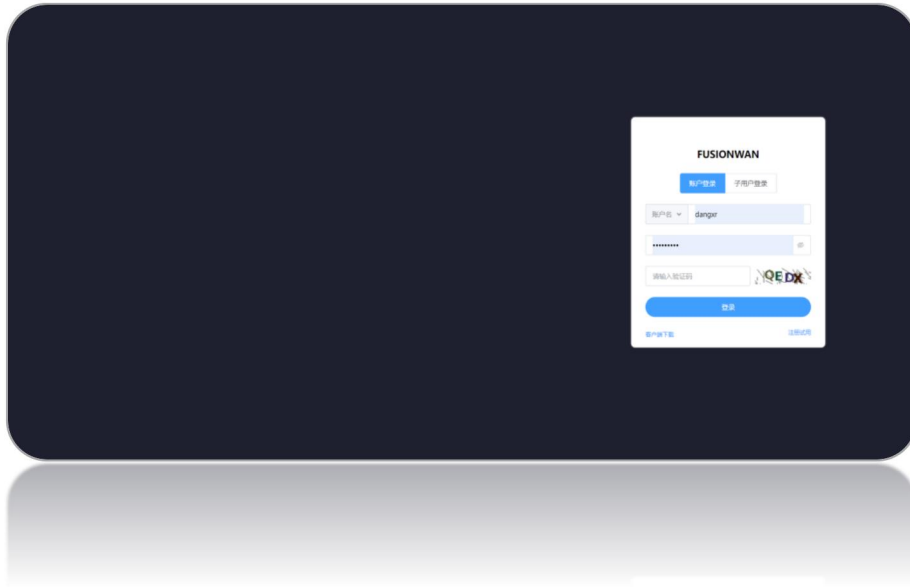 FUSIONWAN
账户登录 子用户登录
账户名 dangxr
•••••••••
请输入验证码 QEDX
登录
客户端下载 注册试用